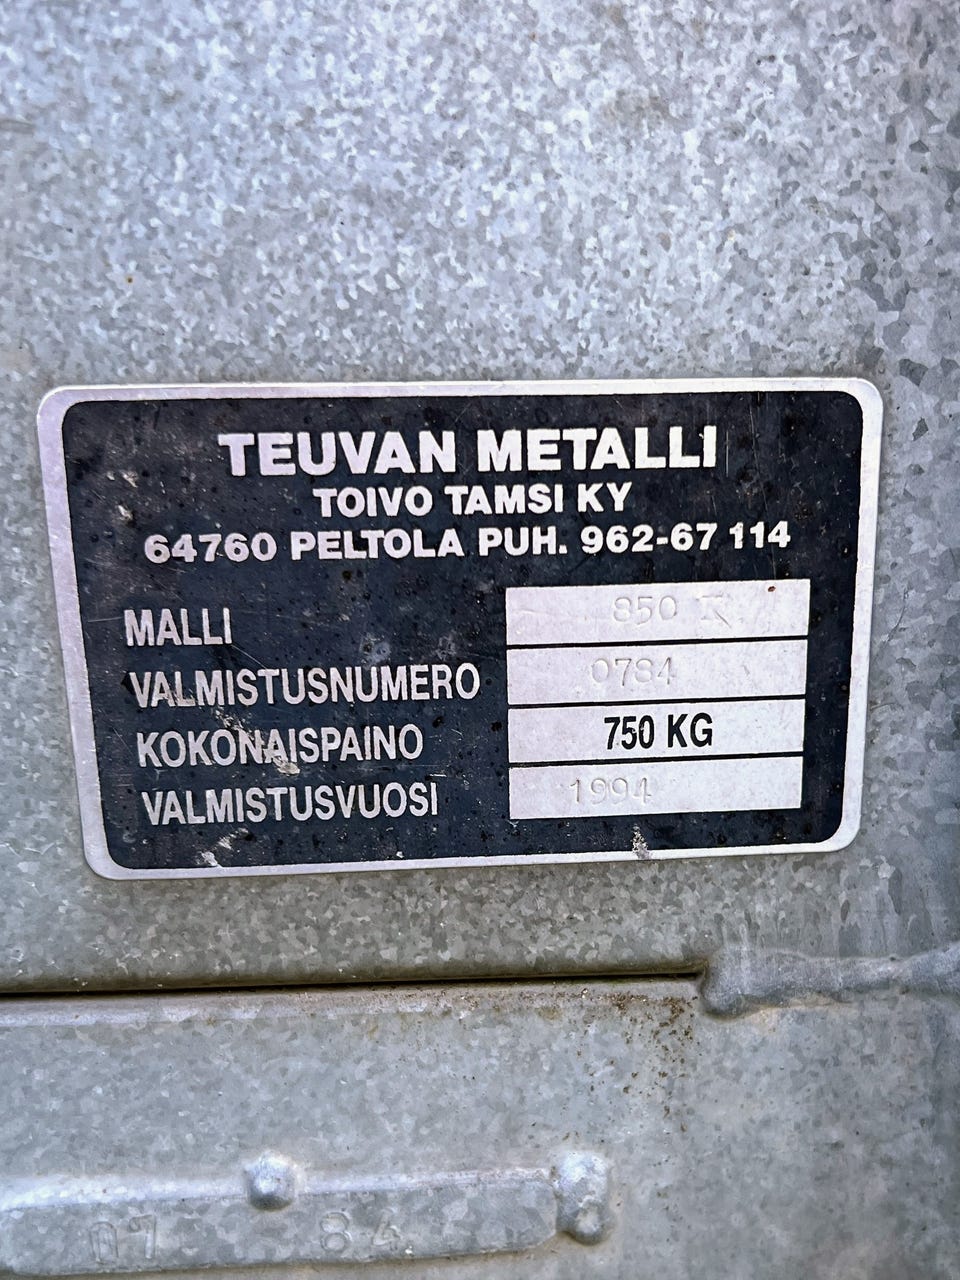 TEUVAN METALLI
TOIVO TAMSI KY
64760 PELTOLA PUH. 962-67 114
MALLI 850 K
VALMISTUSNUMERO 0784
KOKONAISPAINO 750 KG
VALMISTUSVUOSI 1994
84